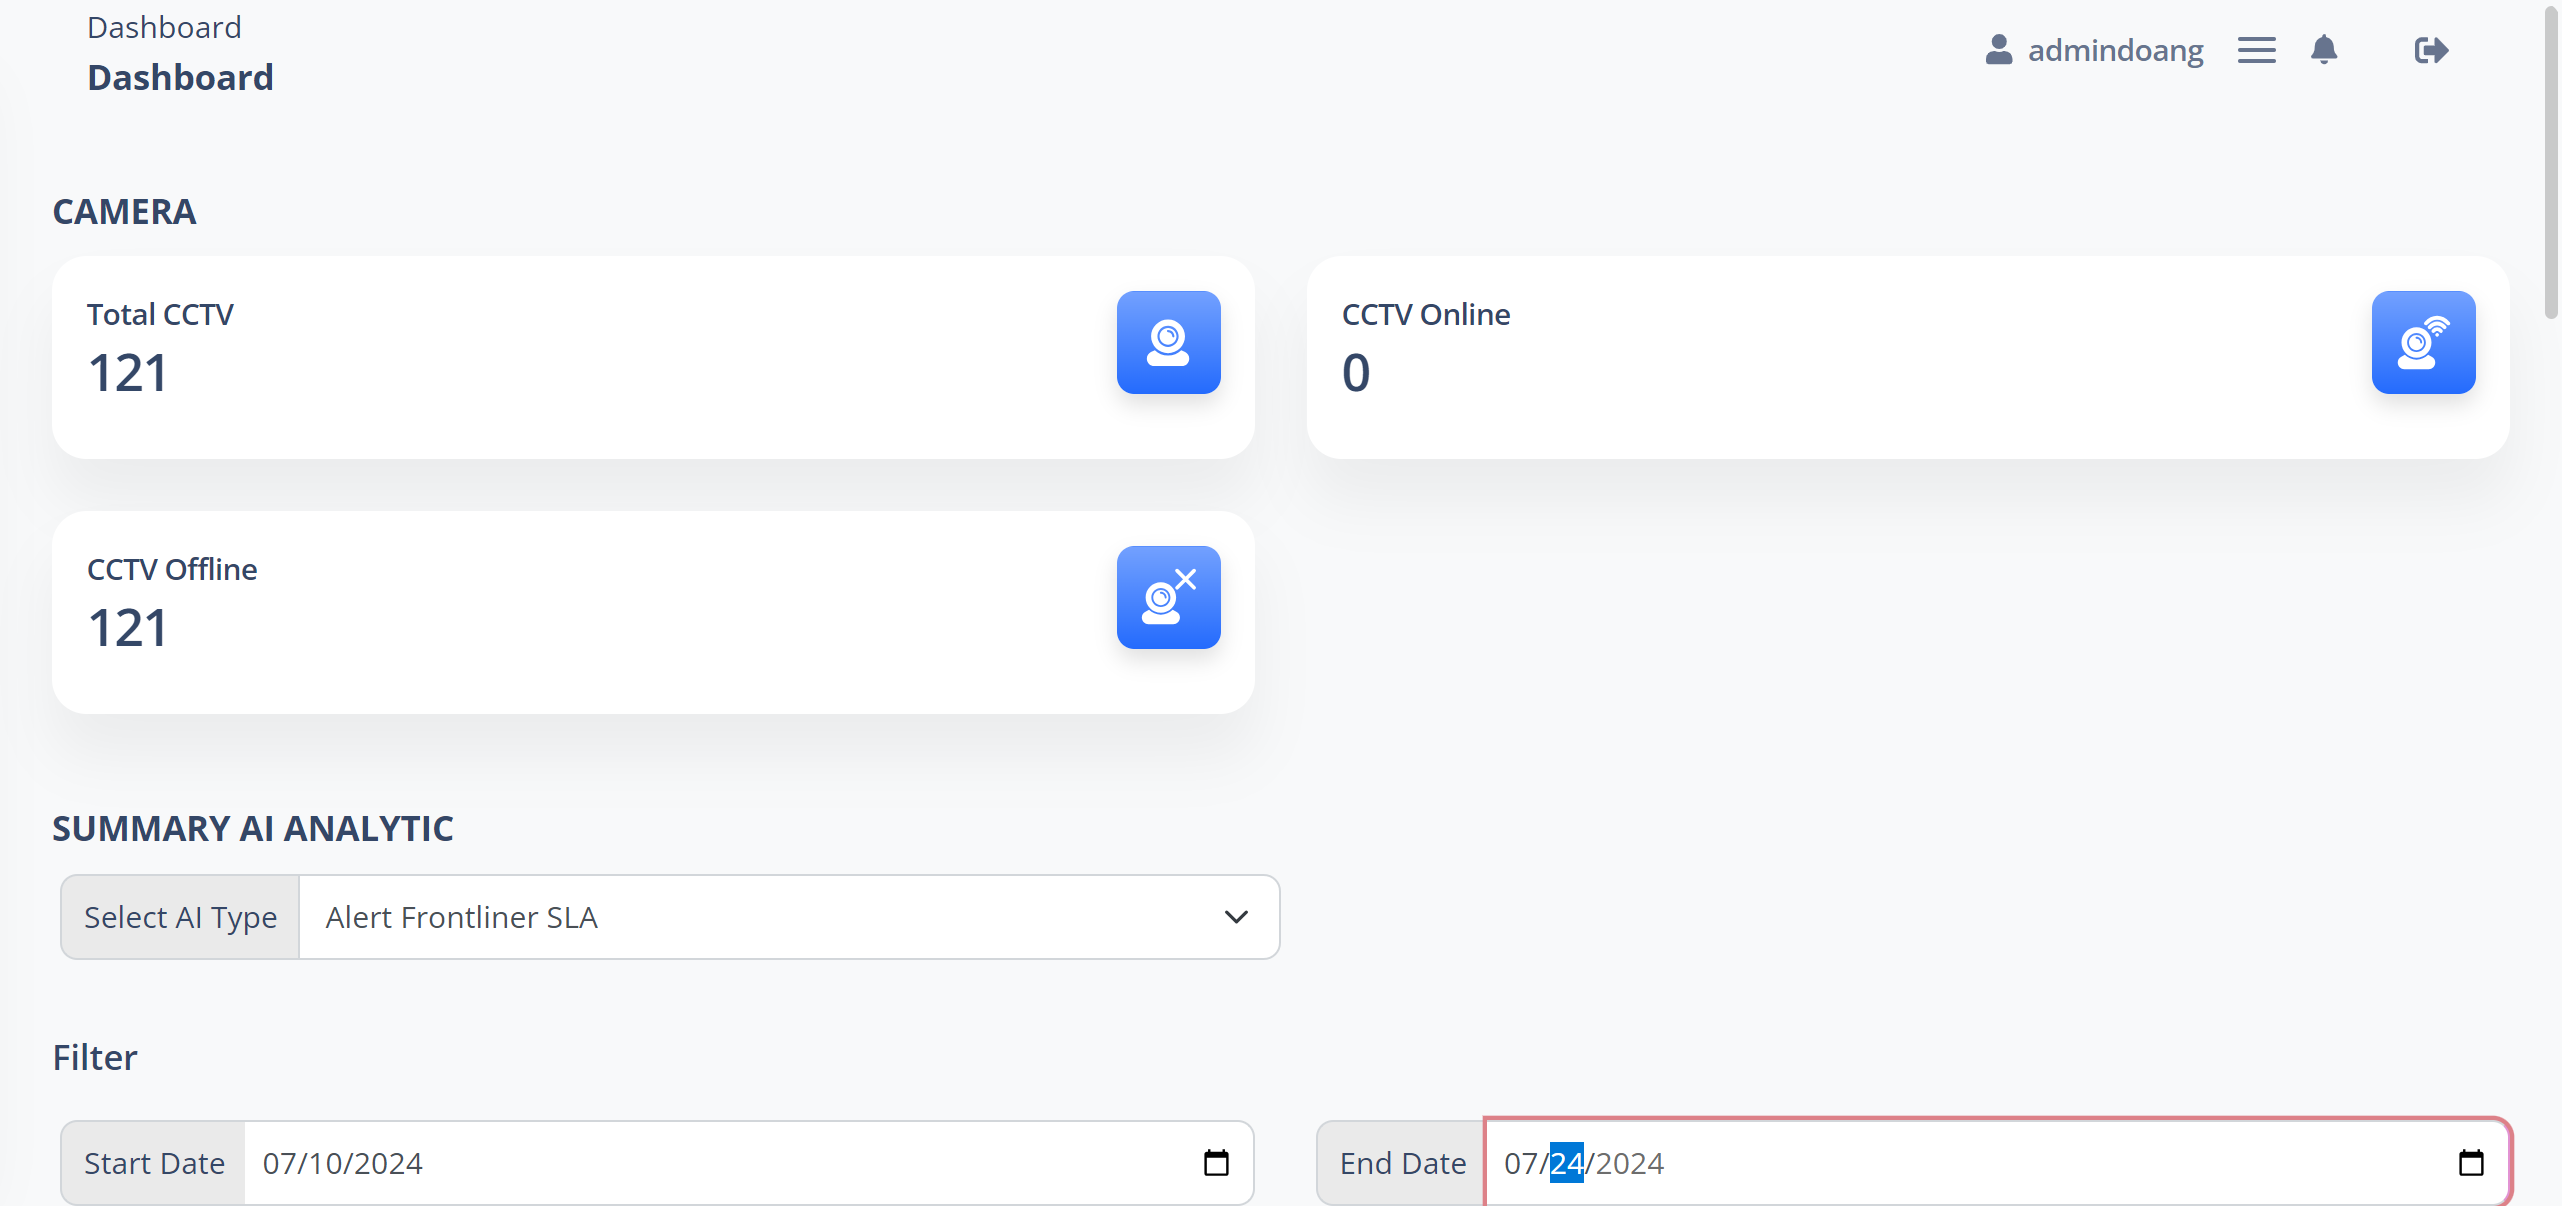 Dashboard
Dashboard
admindoang
CAMERA
Total CCTV
121
CCTV Online
0
CCTV Offline
121
SUMMARY AI ANALYTIC
Select AI Type Alert Frontliner SLA
Filter
Start Date 07/10/2024
End Date 07/24/2024